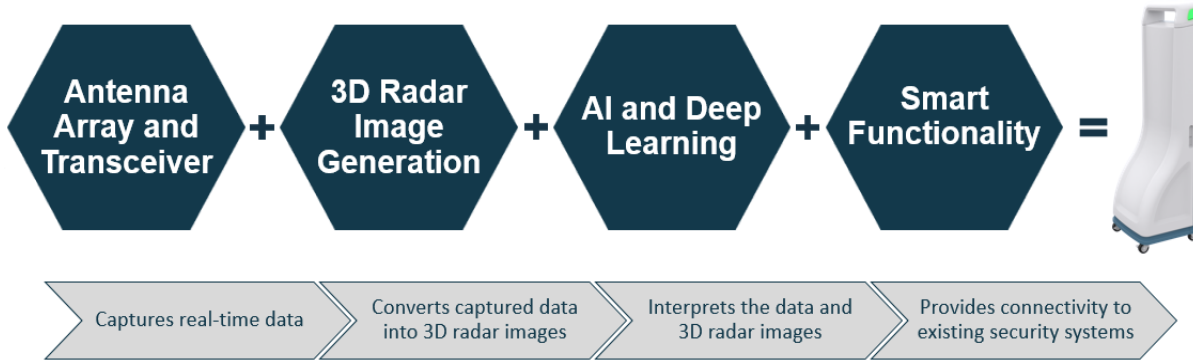 Antenna
Array and
Transceiver
+
3D Radar
Image
Generation
+
AI and Deep
Learning
+
Smart
Functionality
=
Captures real-time data
Converts captured data
into 3D radar images
Interprets the data and
3D radar images
Provides connectivity to
existing security systems